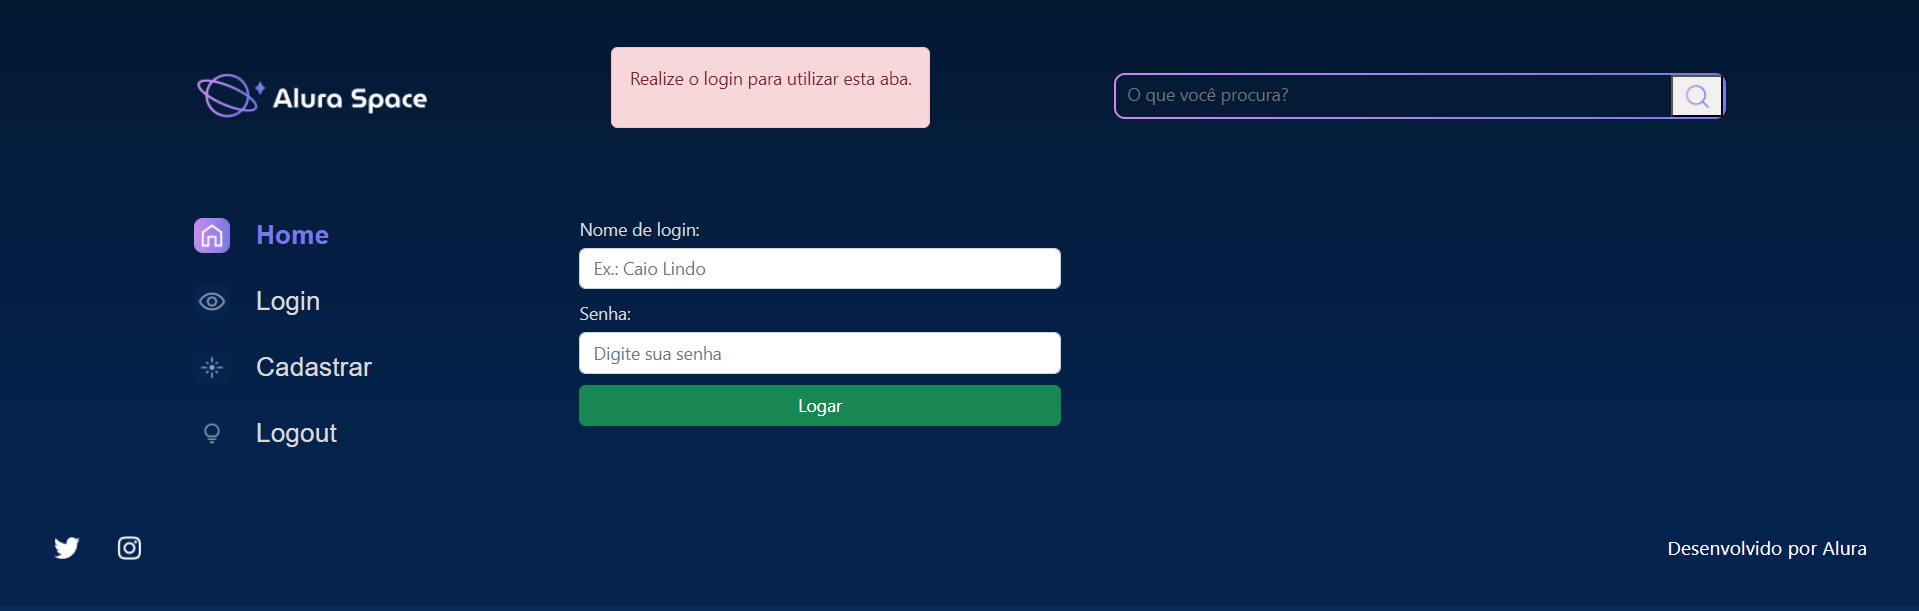 Alura Space
Realize o login para utilizar esta aba.
O que você procura?
Home
Login
Cadastrar
Logout
Nome de login:
Ex.: Caio Lindo
Senha:
Digite sua senha
Logar
Desenvolvido por Alura